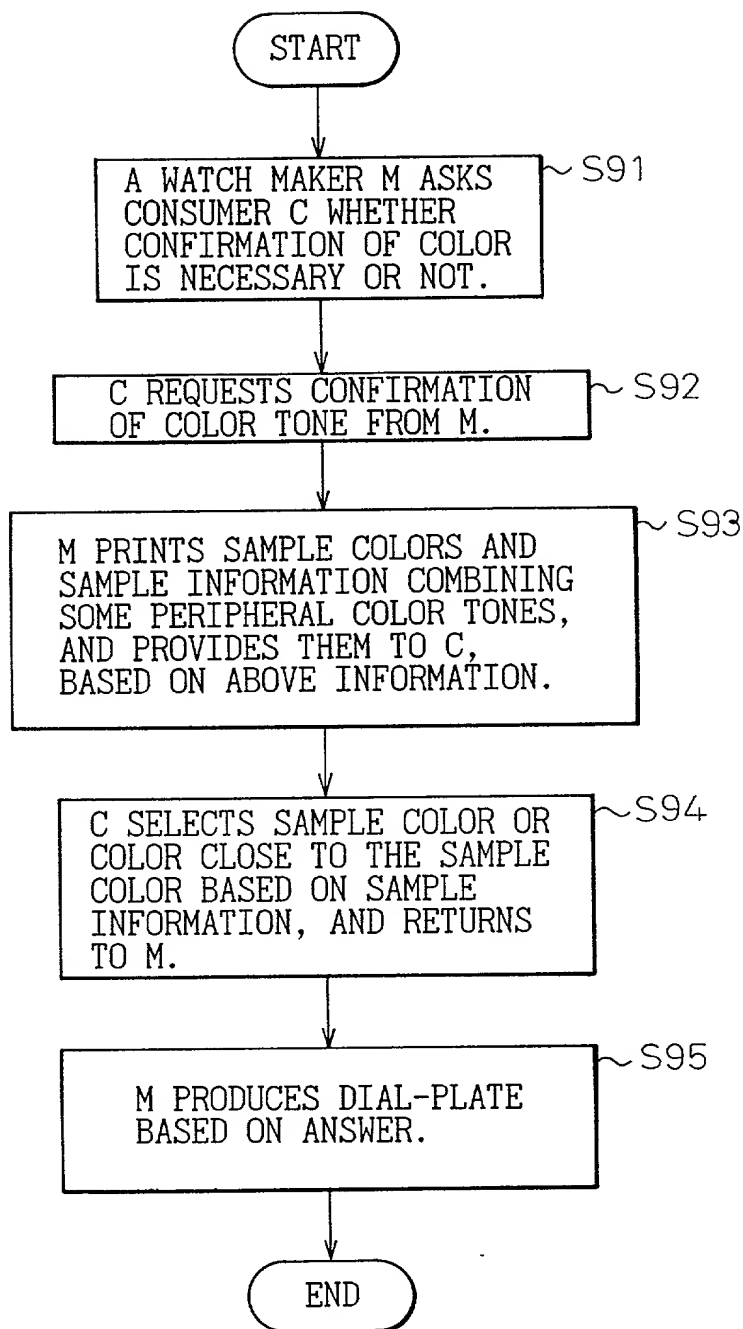 START
A WATCH MAKER M ASKS
CONSUMER C WHETHER
CONFIRMATION OF COLOR
IS NECESSARY OR NOT.
S91
C REQUESTS CONFIRMATION
OF COLOR TONE FROM M.
S92
M PRINTS SAMPLE COLORS AND
SAMPLE INFORMATION COMBINING
SOME PERIPHERAL COLOR TONES,
AND PROVIDES THEM TO C,
BASED ON ABOVE INFORMATION.
S93
C SELECTS SAMPLE COLOR OR
COLOR CLOSE TO THE SAMPLE
COLOR BASED ON SAMPLE
INFORMATION, AND RETURNS
TO M.
S94
M PRODUCES DIAL-PLATE
BASED ON ANSWER.
S95
END